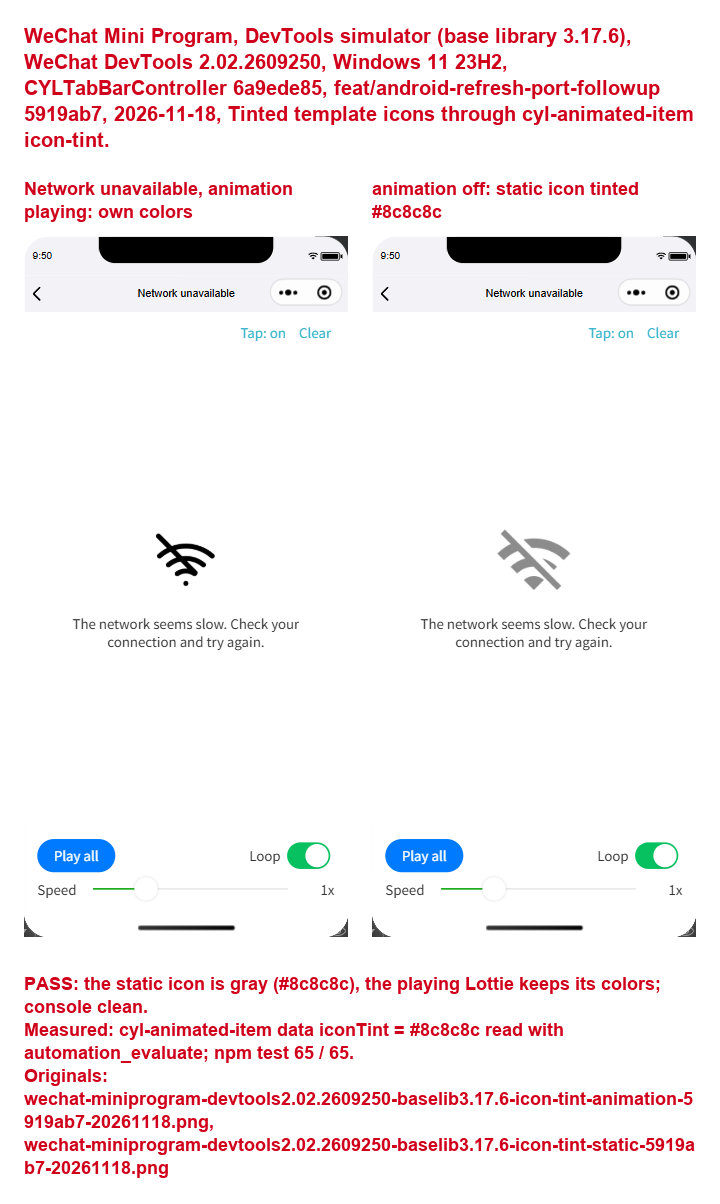 WeChat Mini Program, DevTools simulator (base library 3.17.6),
WeChat DevTools 2.02.2609250, Windows 11 23H2,
CYLTabBarController 6a9ede85, feat/android-refresh-port-followup
5919ab7, 2026-11-18, Tinted template icons through cyl-animated-item
icon-tint.
Network unavailable, animation
playing: own colors
animation off: static icon tinted
#8c8c8c
9:50
Network unavailable
Tap: on Clear
The network seems slow. Check your
connection and try again.
Play all
Loop
Speed
1x
9:50
Network unavailable
Tap: on Clear
The network seems slow. Check your
connection and try again.
Play all
Loop
Speed
1x
PASS: the static icon is gray (#8c8c8c), the playing Lottie keeps its colors;
console clean.
Measured: cyl-animated-item data iconTint = #8c8c8c read with
automation_evaluate; npm test 65 / 65.
Originals:
wechat-miniprogram-devtools2.02.2609250-baselib3.17.6-icon-tint-animation-5
919ab7-20261118.png,
wechat-miniprogram-devtools2.02.2609250-baselib3.17.6-icon-tint-static-5919a
b7-20261118.png